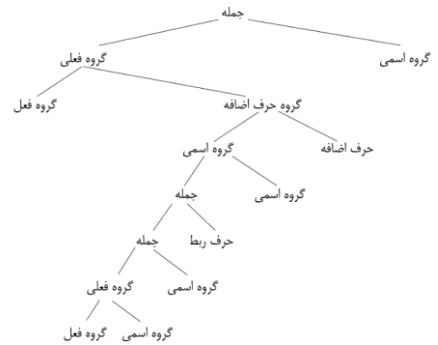 جمله
گروه اسمی گروه فعلی
حرف اضافه گروه حرف اضافه گروه فعل
گروه اسمی
گروه اسمی جمله
حرف ربط جمله
گروه اسمی گروه فعلی
گروه اسمی گروه فعل